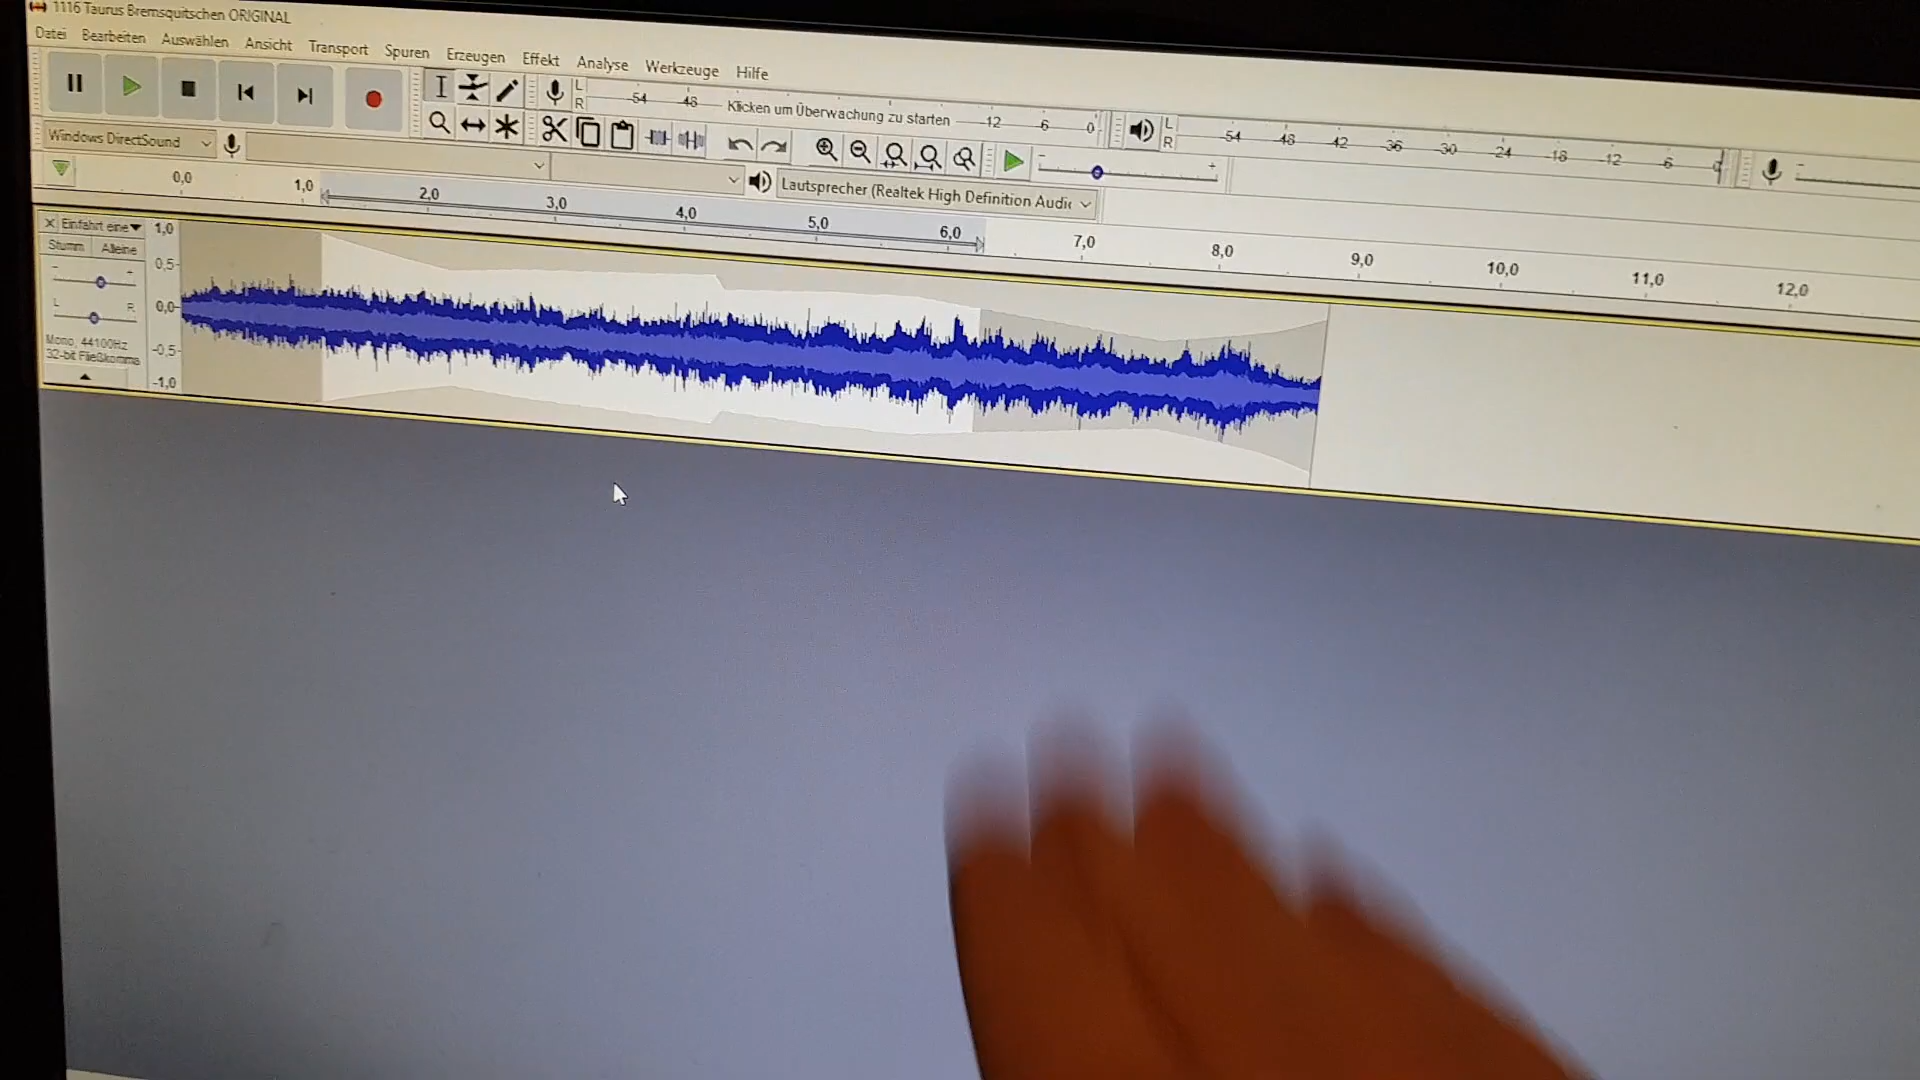 1116 Taurus Bremsquitschen ORIGINAL
Datei Bearbeiten Auswählen Ansicht Transport Spuren Erzeugen Effekt Analyse Werkzeuge Hilfe
L
R
-54 -48 Klicken um Überwachung zu starten -12 -6 0
L
R
-54 -48 -42 -36 -30 -24 -18 -12 -6
Windows DirectSound
Lautsprecher (Realtek High Definition Audic
0,0 1,0 2,0 3,0 4,0 5,0 6,0 7,0 8,0 9,0 10,0 11,0 12,0
Einfahrt eine
Stumm Alleine
L R
Mono, 44100Hz
32-bit Fließkomma
1,0
0,5-
0,0-
-0,5-
-1,0